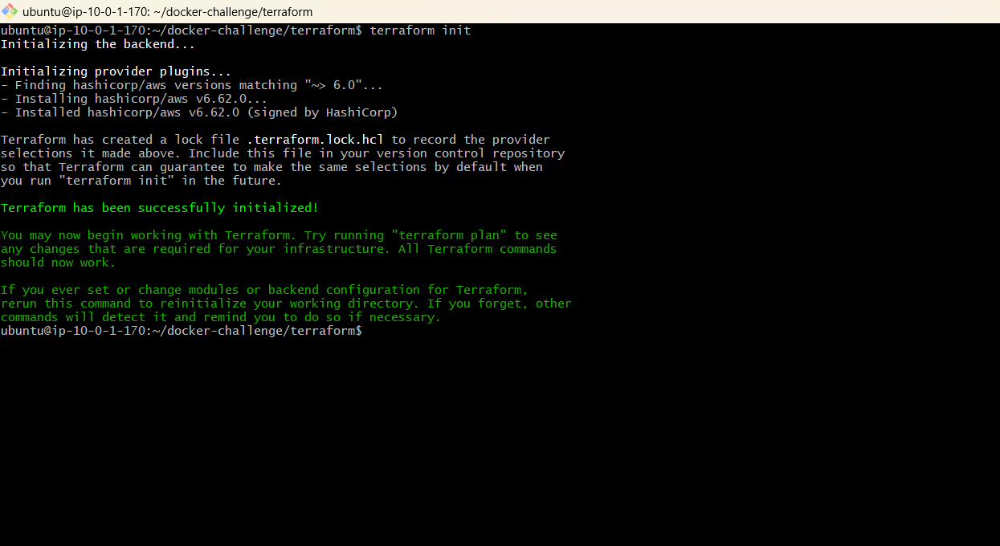 ubuntu@ip-10-0-1-170: ~/docker-challenge/terraform
ubuntu@ip-10-0-1-170:~/docker-challenge/terraform$ terraform init
Initializing the backend...
Initializing provider plugins...
- Finding hashicorp/aws versions matching "~> 6.0"...
- Installing hashicorp/aws v6.62.0...
- Installed hashicorp/aws v6.62.0 (signed by HashiCorp)
Terraform has created a lock file .terraform.lock.hcl to record the provider
selections it made above. Include this file in your version control repository
so that Terraform can guarantee to make the same selections by default when
you run "terraform init" in the future.
Terraform has been successfully initialized!
You may now begin working with Terraform. Try running "terraform plan" to see
any changes that are required for your infrastructure. All Terraform commands
should now work.
If you ever set or change modules or backend configuration for Terraform,
rerun this command to reinitialize your working directory. If you forget, other
commands will detect it and remind you to do so if necessary.
ubuntu@ip-10-0-1-170:~/docker-challenge/terraform$